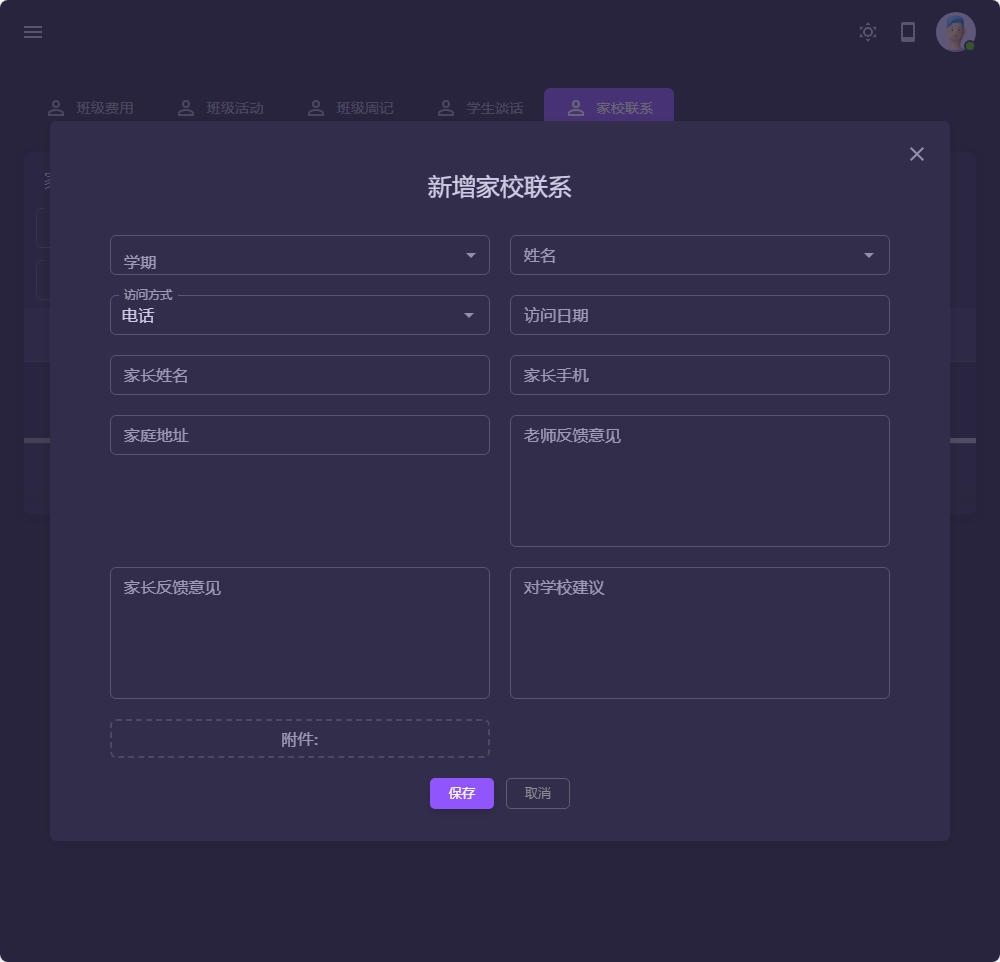 班级费用 班级活动 班级周记 学生谈话 家校联系
新增家校联系
学期 姓名
访问方式
电话 访问日期
家长姓名 家长手机
家庭地址 老师反馈意见
家长反馈意见 对学校建议
附件:
保存 取消